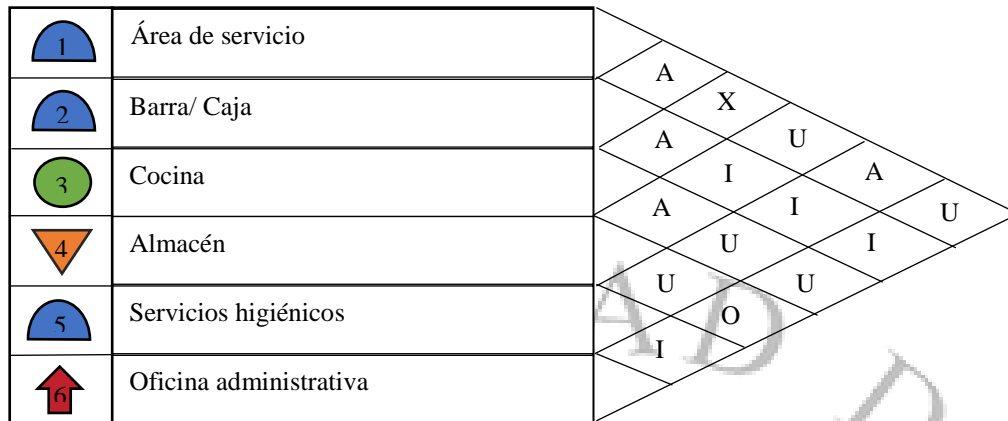 1 Área de servicio
2 Barra/ Caja
3 Cocina
4 Almacén
5 Servicios higiénicos
6 Oficina administrativa
A
X
A
U
I
A
A
I
U
U
I
U
U
O
I
A D D